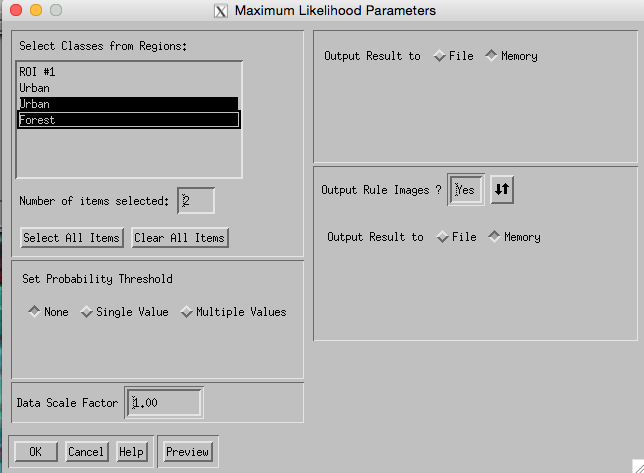 Maximum Likelihood Parameters
Select Classes from Regions:
ROI #1
Urban
Urban
Forest
Number of items selected: 2
Select All Items Clear All Items
Set Probability Threshold
None Single Value Multiple Values
Data Scale Factor 1.00
OK Cancel Help Preview
Output Result to File Memory
Output Rule Images ? Yes
Output Result to File Memory